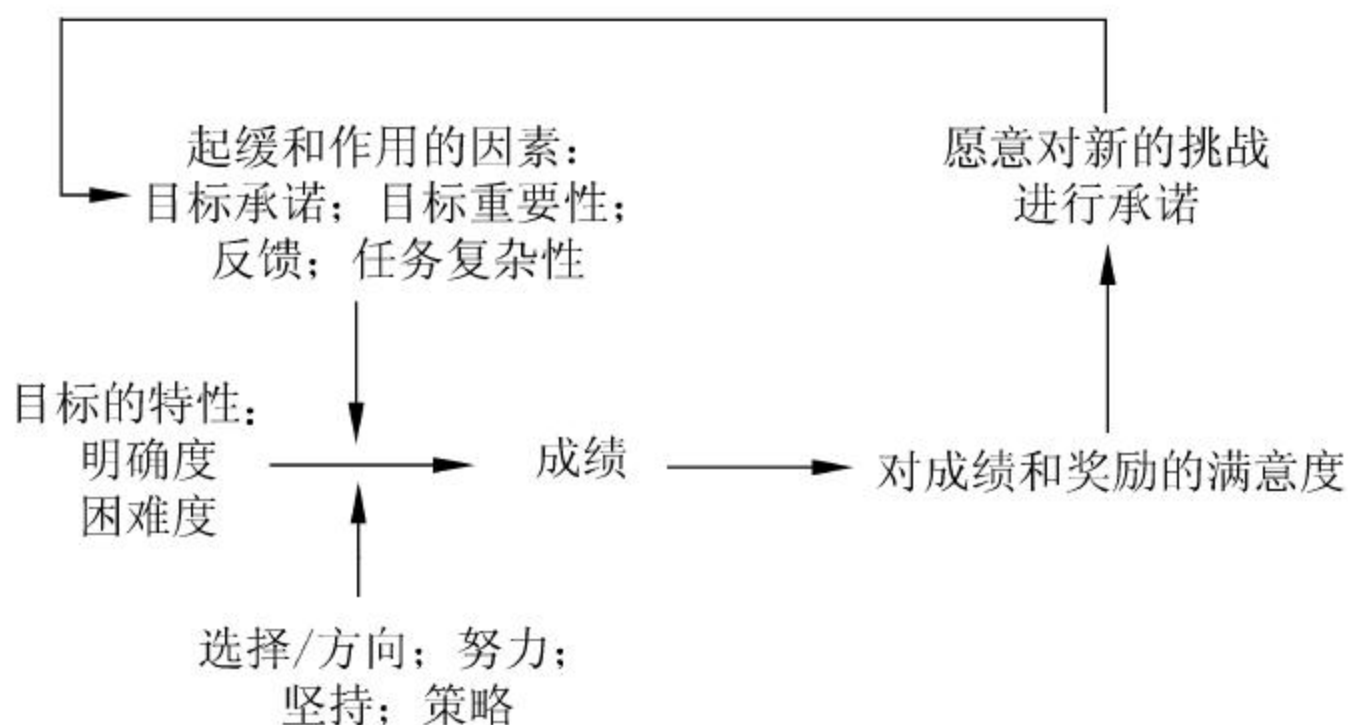 起缓和作用的因素：
目标承诺；目标重要性；
反馈；任务复杂性
愿意对新的挑战
进行承诺
目标的特性：
明确度
困难度
成绩
对成绩和奖励的满意度
选择/方向；努力；
坚持；策略